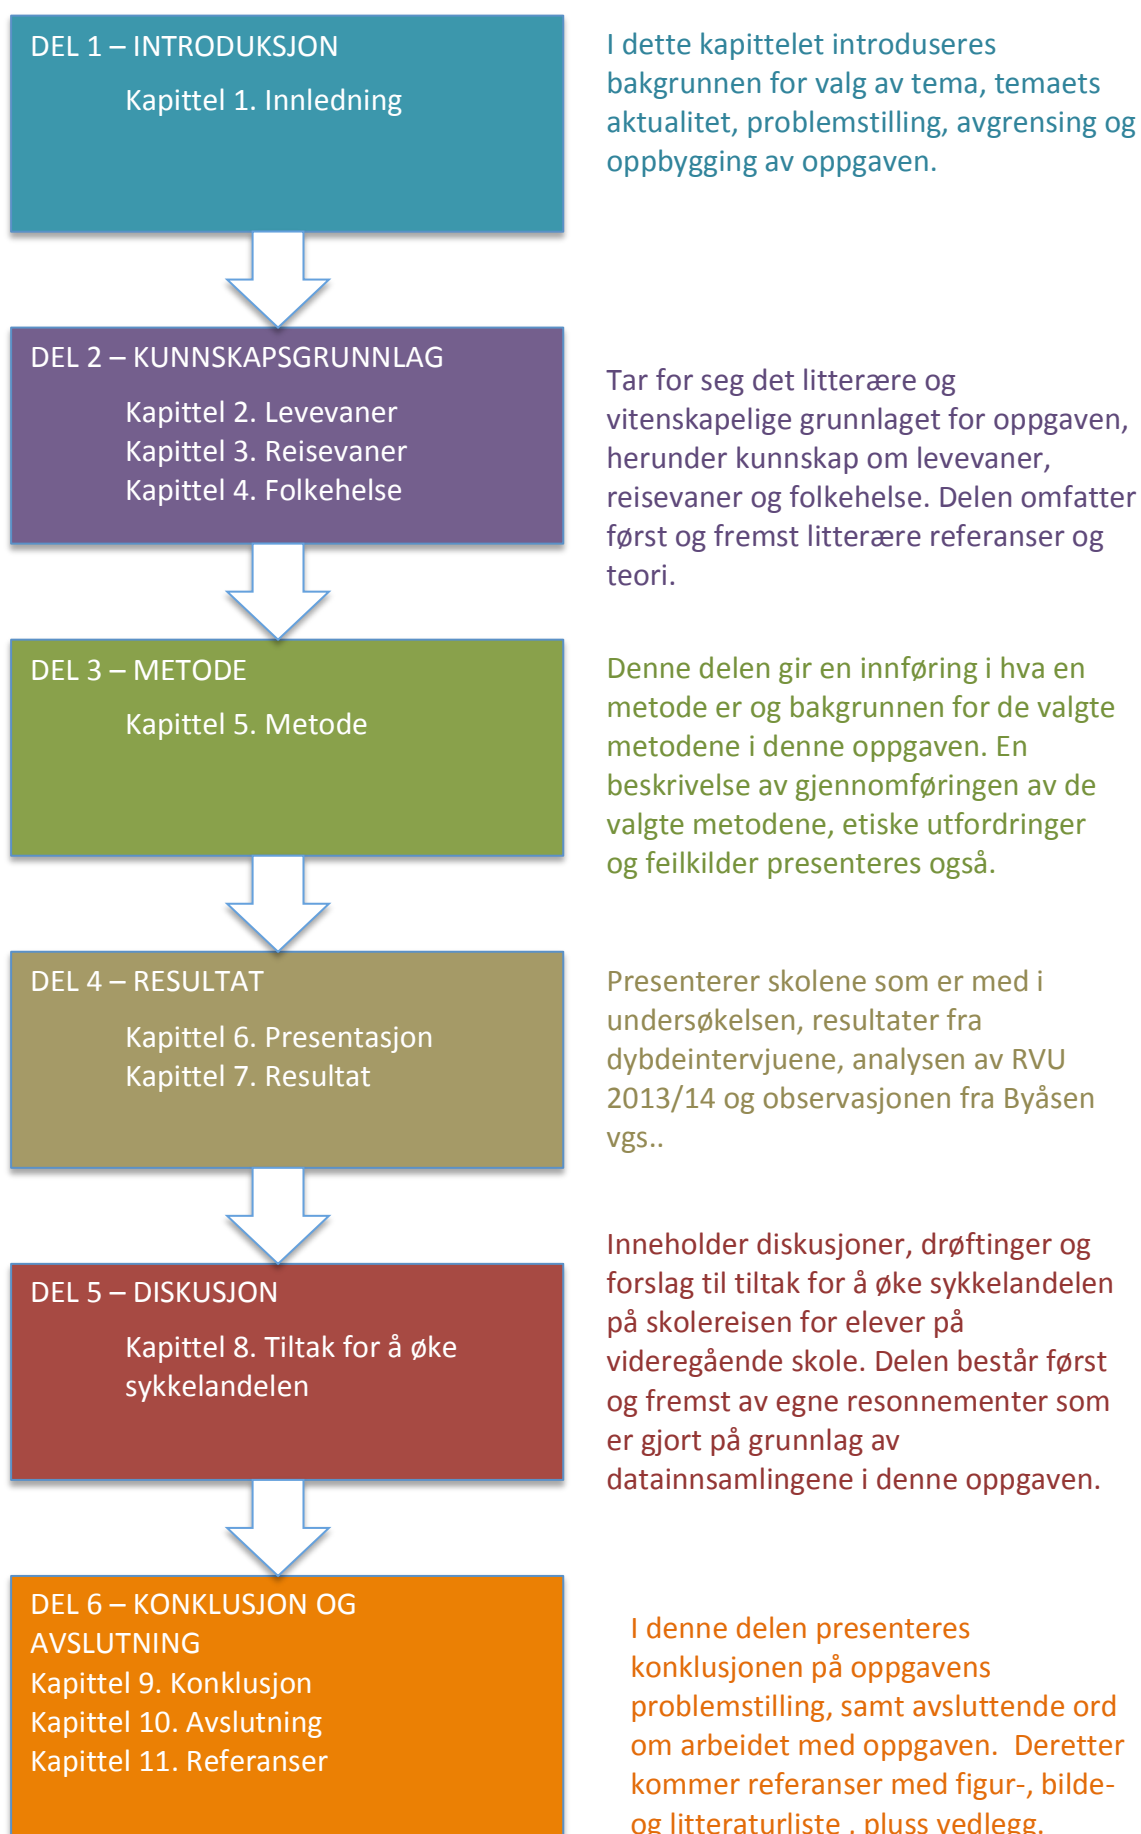 DEL 1 – INTRODUKSJON
Kapittel 1. Innledning
I dette kapittelet introduseres
bakgrunnen for valg av tema, temaets
aktualitet, problemstilling, avgrensing og
oppbygging av oppgaven.
DEL 2 – KUNNSKAPSGRUNNLAG
Kapittel 2. Levevaner
Kapittel 3. Reisevaner
Kapittel 4. Folkehelse
Tar for seg det litterære og
vitenskapelige grunnlaget for oppgaven,
herunder kunnskap om levevaner,
reisevaner og folkehelse. Delen omfatter
først og fremst litterære referanser og
teori.
DEL 3 – METODE
Kapittel 5. Metode
Denne delen gir en innføring i hva en
metode er og bakgrunnen for de valgte
metodene i denne oppgaven. En
beskrivelse av gjennomføringen av de
valgte metodene, etiske utfordringer
og feilkilder presenteres også.
DEL 4 – RESULTAT
Kapittel 6. Presentasjon
Kapittel 7. Resultat
Presenterer skolene som er med i
undersøkelsen, resultater fra
dybdeintervjuene, analysen av RVU
2013/14 og observasjonen fra Byåsen
vgs..
DEL 5 – DISKUSJON
Kapittel 8. Tiltak for å øke
sykkelandelen
Inneholder diskusjoner, drøftinger og
forslag til tiltak for å øke sykkelandelen
på skolereisen for elever på
videregående skole. Delen består først
og fremst av egne resonnementer som
er gjort på grunnlag av
datainnsamlingene i denne oppgaven.
DEL 6 – KONKLUSJON OG
AVSLUTNING
Kapittel 9. Konklusjon
Kapittel 10. Avslutning
Kapittel 11. Referanser
I denne delen presenteres
konklusjonen på oppgavens
problemstilling, samt avsluttende ord
om arbeidet med oppgaven.  Deretter
kommer referanser med figur-, bilde-
og litteraturliste , pluss vedlegg.